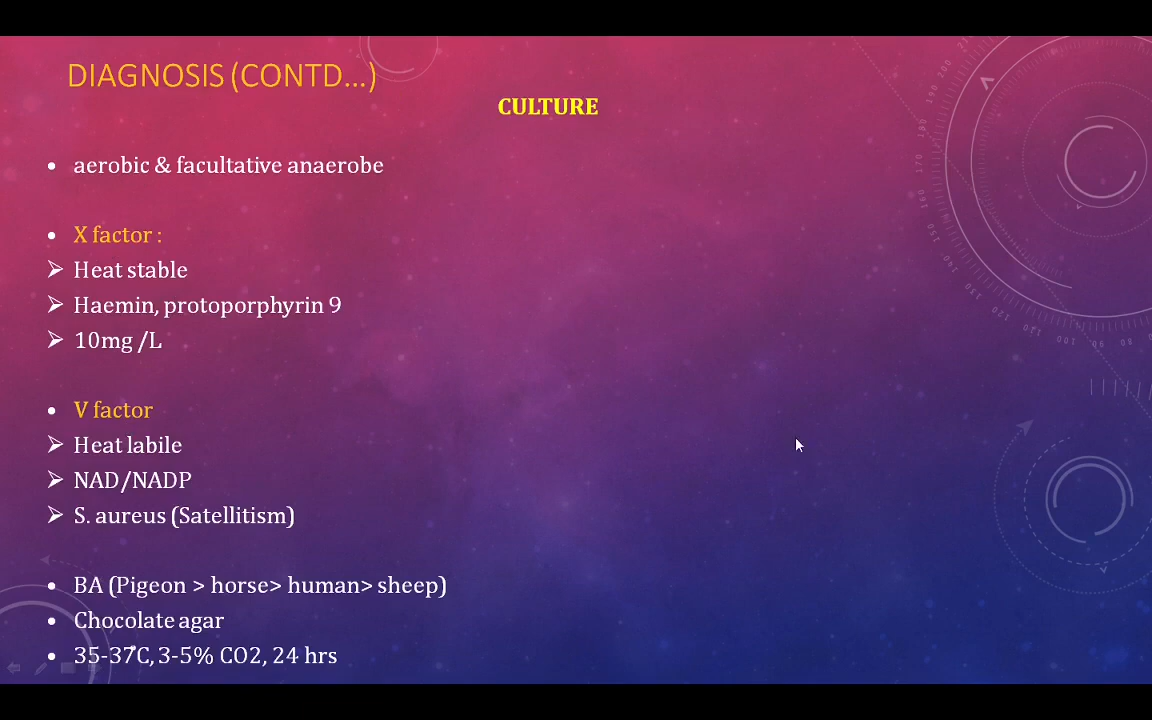 DIAGNOSIS (CONTD...)
CULTURE
• aerobic & facultative anaerobe
• X factor :
➢ Heat stable
➢ Haemin, protoporphyrin 9
➢ 10mg /L
• V factor
➢ Heat labile
➢ NAD/NADP
➢ S. aureus (Satellitism)
• BA (Pigeon > horse> human> sheep)
• Chocolate agar
• 35-37C, 3-5% CO2, 24 hrs